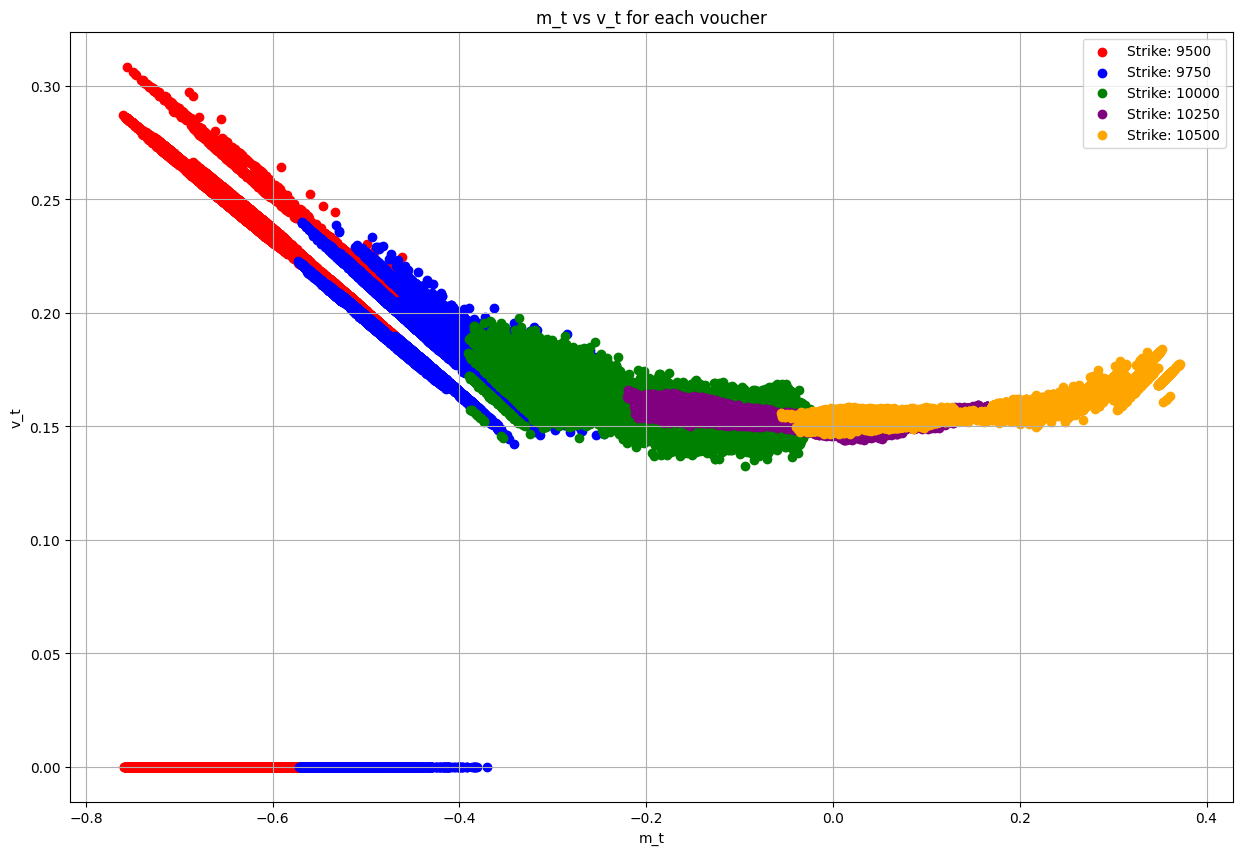 m_t vs v_t for each voucher
Strike: 9500
Strike: 9750
Strike: 10000
Strike: 10250
Strike: 10500
v_t
0.30
0.25
0.20
0.15
0.10
0.05
0.00
−0.8 −0.6 −0.4 −0.2 0.0 0.2 0.4
m_t